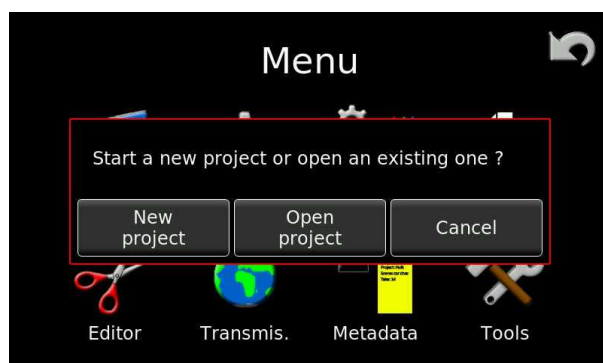 Menu
Start a new project or open an existing one ?
New
project
Open
project
Cancel
Editor
Transmis.
Metadata
Tools